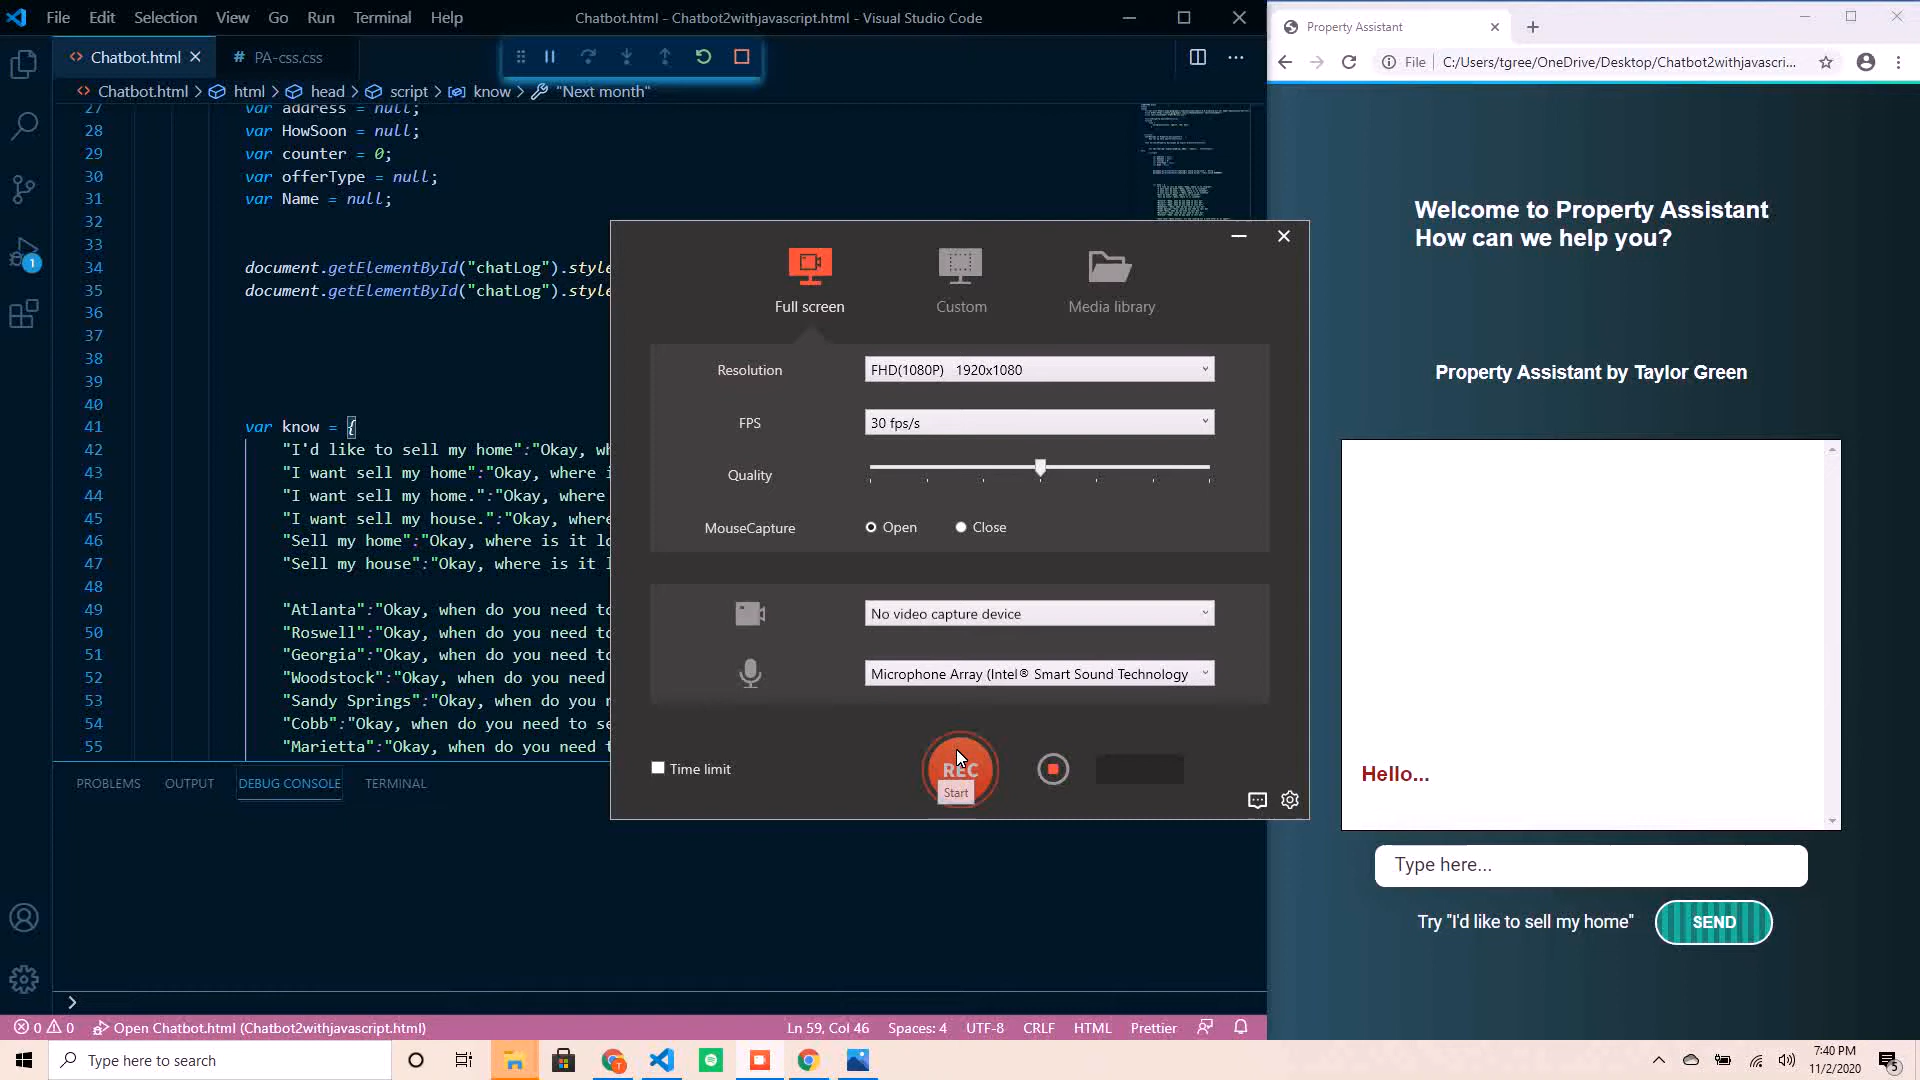 File Edit Selection View Go Run Terminal Help
Chatbot.html - Chatbot2withjavascript.html - Visual Studio Code
<> Chatbot.html
# PA-css.css
<> Chatbot.html > html > head > script > know > "Next month"
27 var address = null;
28 var HowSoon = null;
29 var counter = 0;
30 var offerType = null;
31 var Name = null;
32
33
34 document.getElementById("chatLog").style
35 document.getElementById("chatLog").style
36
37
38
39
40
41 var know = {
42 "I'd like to sell my home":"Okay, wh
43 "I want sell my home":"Okay, where i
44 "I want sell my home.":"Okay, where
45 "I want sell my house.":"Okay, where
46 "Sell my home":"Okay, where is it lo
47 "Sell my house":"Okay, where is it l
48
49 "Atlanta":"Okay, when do you need to
50 "Roswell":"Okay, when do you need to
51 "Georgia":"Okay, when do you need to
52 "Woodstock":"Okay, when do you need
53 "Sandy Springs":"Okay, when do you n
54 "Cobb":"Okay, when do you need to se
55 "Marietta":"Okay, when do you need t
1
PROBLEMS OUTPUT DEBUG CONSOLE TERMINAL
0 0 Open Chatbot.html (Chatbot2withjavascript.html)
Ln 59, Col 46 Spaces: 4 UTF-8 CRLF HTML Prettier
Full screen Custom Media library
Resolution FHD(1080P) 1920x1080
FPS 30 fps/s
Quality
MouseCapture Open Close
No video capture device
Microphone Array (Intel® Smart Sound Technology
Time limit
REC
Start
Property Assistant
File C:/Users/tgree/OneDrive/Desktop/Chatbot2withjavascri...
Welcome to Property Assistant
How can we help you?
Property Assistant by Taylor Green
Hello...
Type here...
Try "I'd like to sell my home" SEND
Type here to search
T
7:40 PM
11/2/2020
5